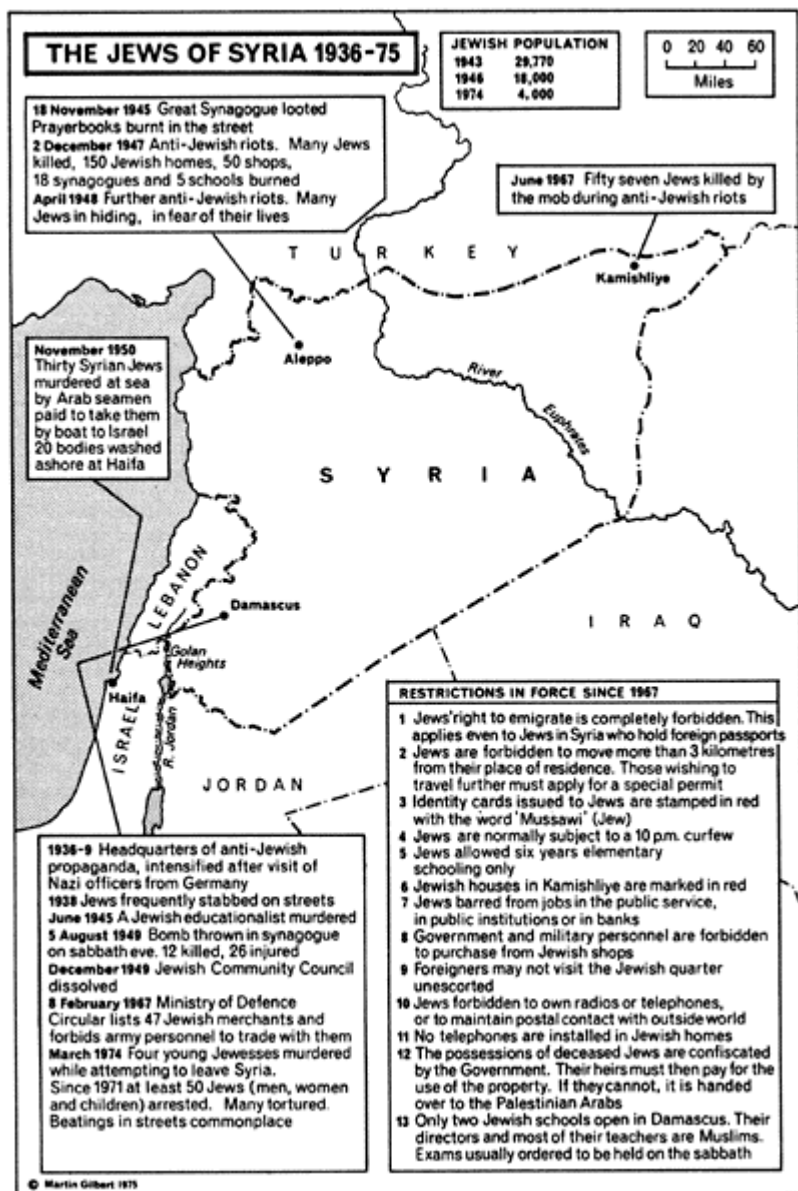 THE JEWS OF SYRIA 1936-75
JEWISH POPULATION
1943 29,770
1946 18,000
1974 4,000
0 20 40 60
Miles
18 November 1945 Great Synagogue looted
Prayerbooks burnt in the street
2 December 1947 Anti-Jewish riots. Many Jews
killed, 150 Jewish homes, 50 shops,
18 synagogues and 5 schools burned
April 1948 Further anti-Jewish riots. Many
Jews in hiding, in fear of their lives
June 1967 Fifty seven Jews killed by
the mob during anti-Jewish riots
TURKEY
Kamishliye
Aleppo
November 1950
Thirty Syrian Jews
murdered at sea
by Arab seamen
paid to take them
by boat to Israel
20 bodies washed
ashore at Haifa
River
Euphrates
SYRIA
LEBANON
Damascus
IRAQ
Mediterranean
Sea
Golan
Heights
Haifa
ISRAEL
R. Jordan
JORDAN
RESTRICTIONS IN FORCE SINCE 1967
1 Jews' right to emigrate is completely forbidden. This
applies even to Jews in Syria who hold foreign passports
2 Jews are forbidden to move more than 3 kilometres
from their place of residence. Those wishing to
travel further must apply for a special permit
3 Identity cards issued to Jews are stamped in red
with the word 'Mussawi' (Jew)
4 Jews are normally subject to a 10 p.m. curfew
5 Jews allowed six years elementary
schooling only
6 Jewish houses in Kamishliye are marked in red
7 Jews barred from jobs in the public service,
in public institutions or in banks
8 Government and military personnel are forbidden
to purchase from Jewish shops
9 Foreigners may not visit the Jewish quarter
unescorted
10 Jews forbidden to own radios or telephones,
or to maintain postal contact with outside world
11 No telephones are installed in Jewish homes
12 The possessions of deceased Jews are confiscated
by the Government. Their heirs must then pay for the
use of the property. If they cannot, it is handed
over to the Palestinian Arabs
13 Only two Jewish schools open in Damascus. Their
directors and most of their teachers are Muslims.
Exams usually ordered to be held on the sabbath
1936-9 Headquarters of anti-Jewish
propaganda, intensified after visit of
Nazi officers from Germany
1938 Jews frequently stabbed on streets
June 1945 A Jewish educationalist murdered
5 August 1949 Bomb thrown in synagogue
on sabbath eve. 12 killed, 26 injured
December 1949 Jewish Community Council
dissolved
8 February 1967 Ministry of Defence
Circular lists 47 Jewish merchants and
forbids army personnel to trade with them
March 1974 Four young Jewesses murdered
while attempting to leave Syria.
Since 1971 at least 50 Jews (men, women
and children) arrested. Many tortured.
Beatings in streets commonplace
© Martin Gilbert 1975